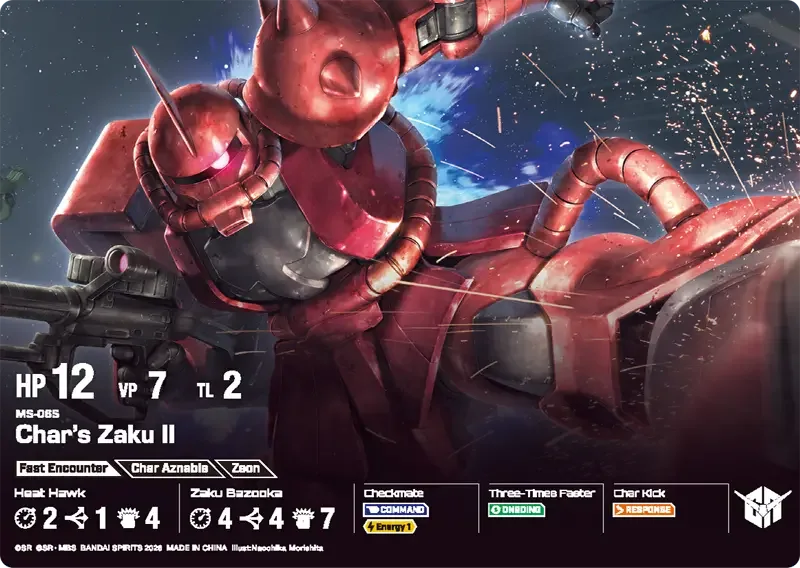 HP 12 VP 7 TL 2
MS-06S
Char's Zaku II
Fast Encounter Char Aznable Zeon
Heat Hawk
2 1 4
Zaku Bazooka
4 4 7
Checkmate
COMMAND
Energy 1
Three-Times Faster
ONGOING
Char Kick
RESPONSE
©SR ©SR・MBS BANDAI SPIRITS 2026 MADE IN CHINA Illust:Naochika Morishita